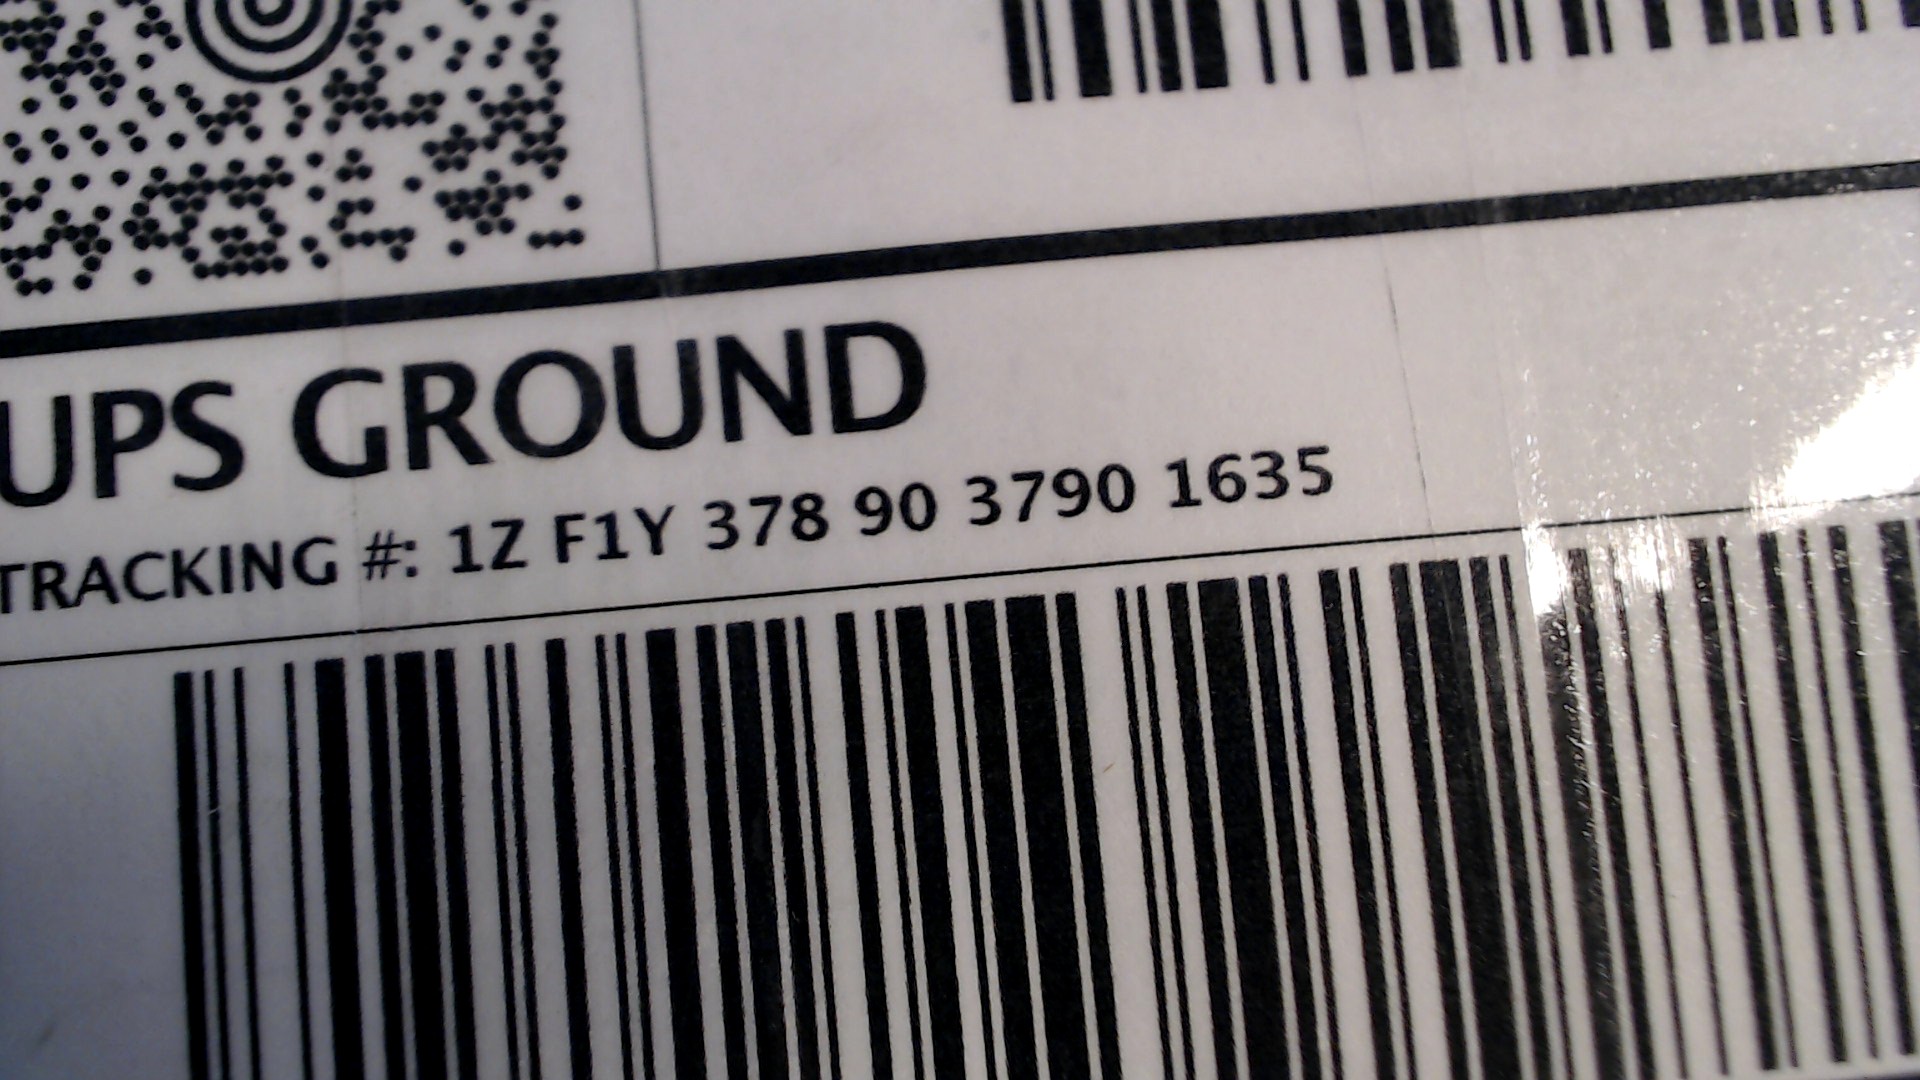 UPS GROUND
TRACKING #: 1Z F1Y 378 90 3790 1635